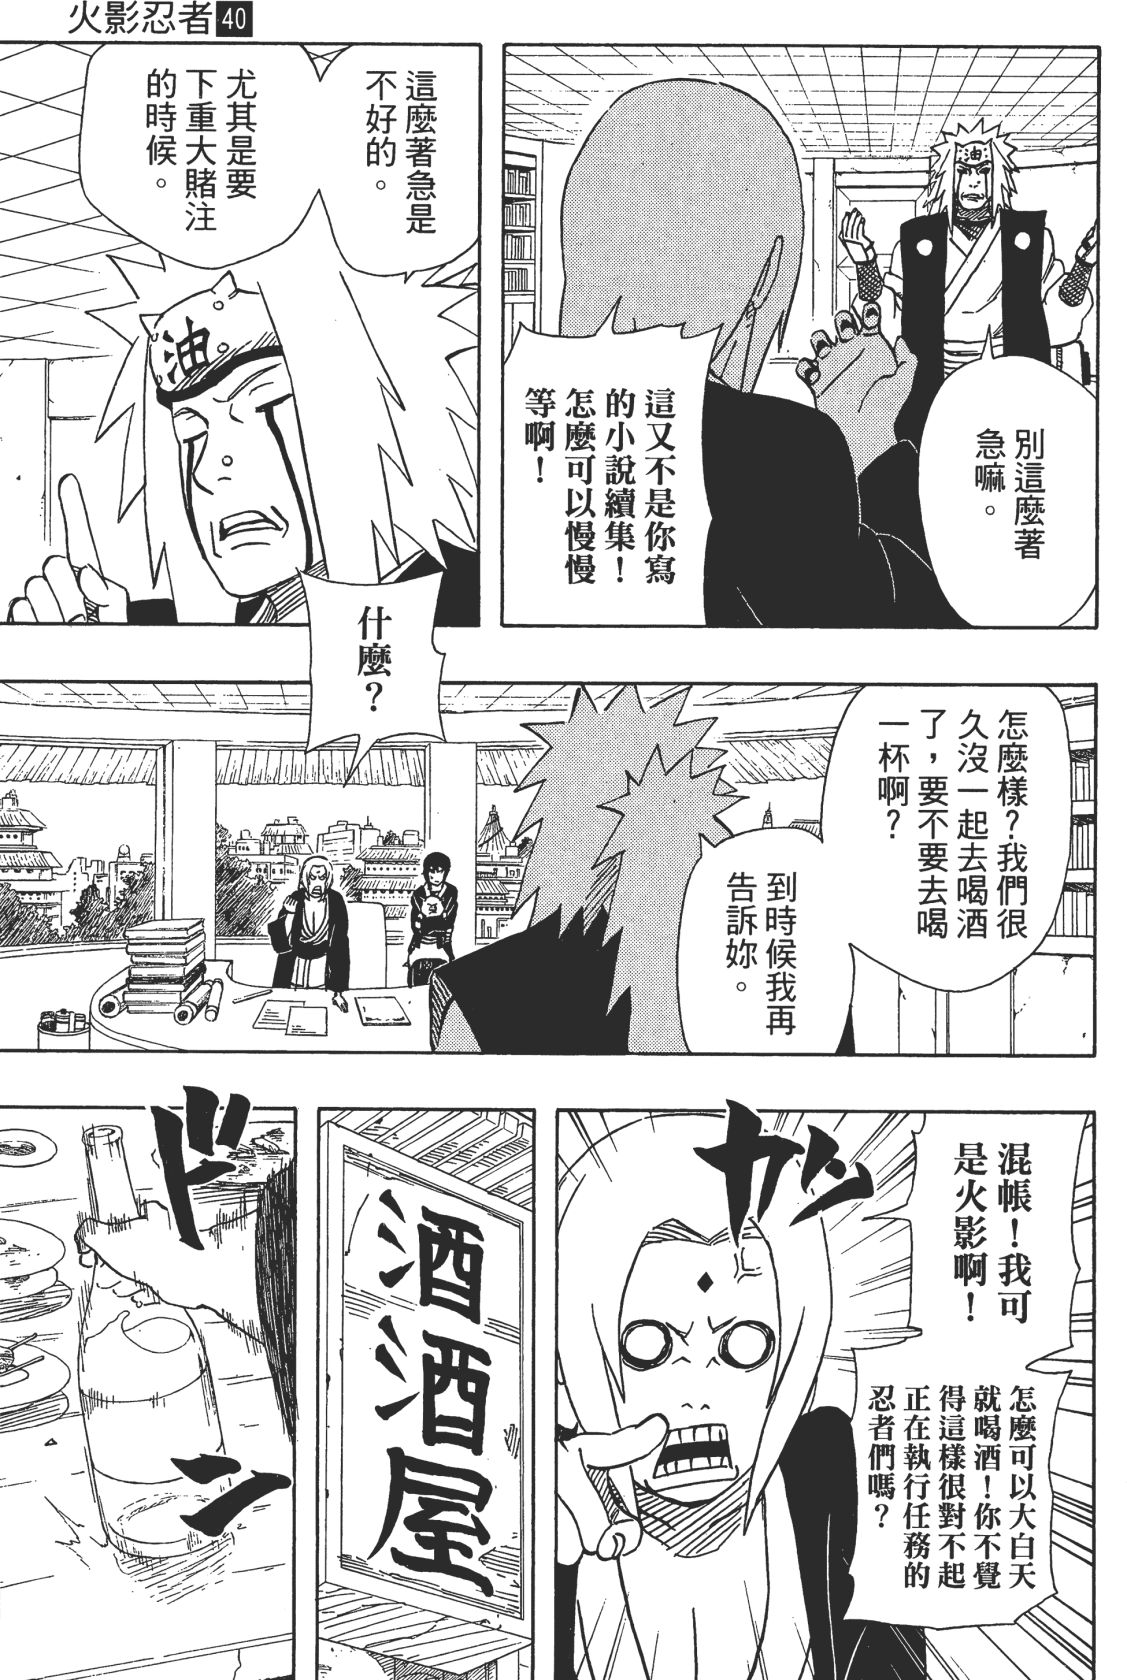 火影忍者40
別這麼著
急嘛。
這又不是你寫
的小說續集！
怎麼可以慢慢
等啊！
油
這麼著急是
不好的。
尤其是要
下重大賭注
的時候。
油
什麼？
怎麼樣？我們很
久沒一起去喝酒
了，要不要去喝
一杯啊？
到時候我再
告訴妳。
混帳！我可
是火影啊！
怎麼可以大白天
就喝酒！你不覺
得這樣很對不起
正在執行任務的
忍者們嗎？
ガッ
酒酒屋
ドン